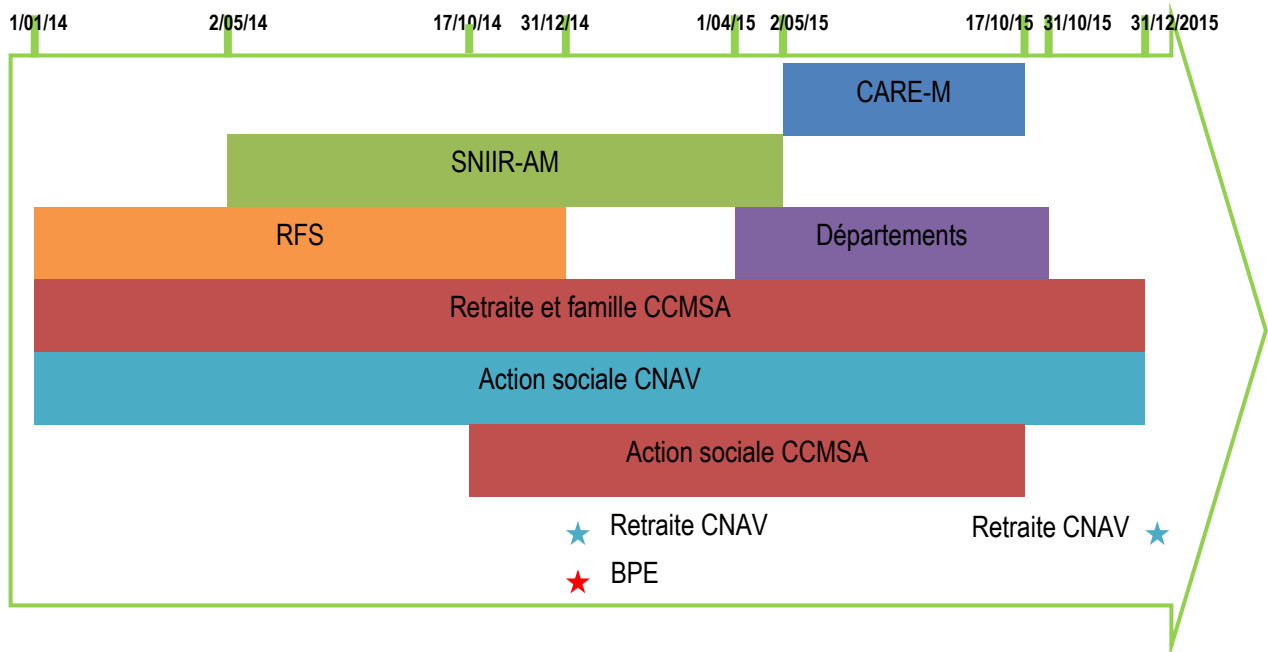 1/01/14 2/05/14 17/10/14 31/12/14 1/04/15 2/05/15 17/10/15 31/10/15 31/12/2015
CARE-M
SNIIR-AM
RFS Départements
Retraite et famille CCMSA
Action sociale CNAV
Action sociale CCMSA
Retraite CNAV Retraite CNAV
BPE